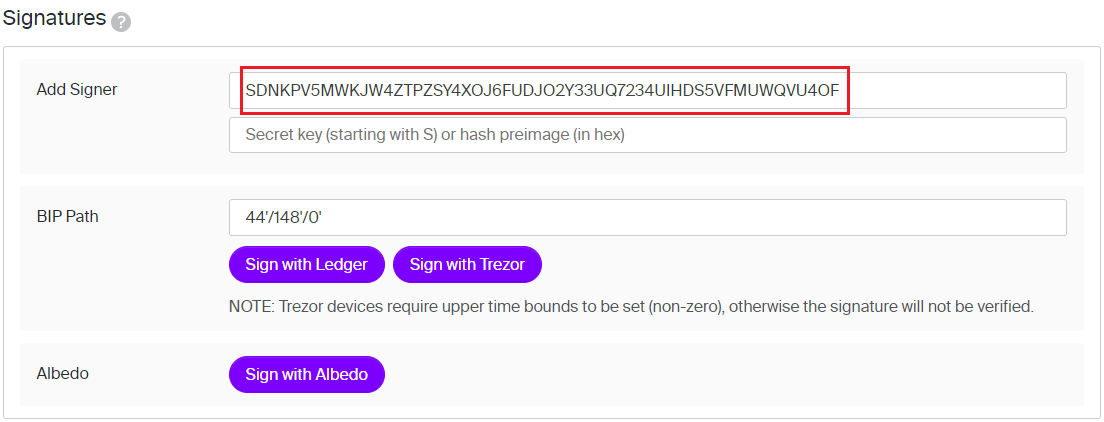 Signatures ?
Add Signer
SDNKPV5MWKJW4ZTPZSY4XOJ6FUDJO2Y33UQ7234UIHDS5VFMUWQVU4OF
Secret key (starting with S) or hash preimage (in hex)
BIP Path
44'/148'/0'
Sign with Ledger
Sign with Trezor
NOTE: Trezor devices require upper time bounds to be set (non-zero), otherwise the signature will not be verified.
Albedo
Sign with Albedo